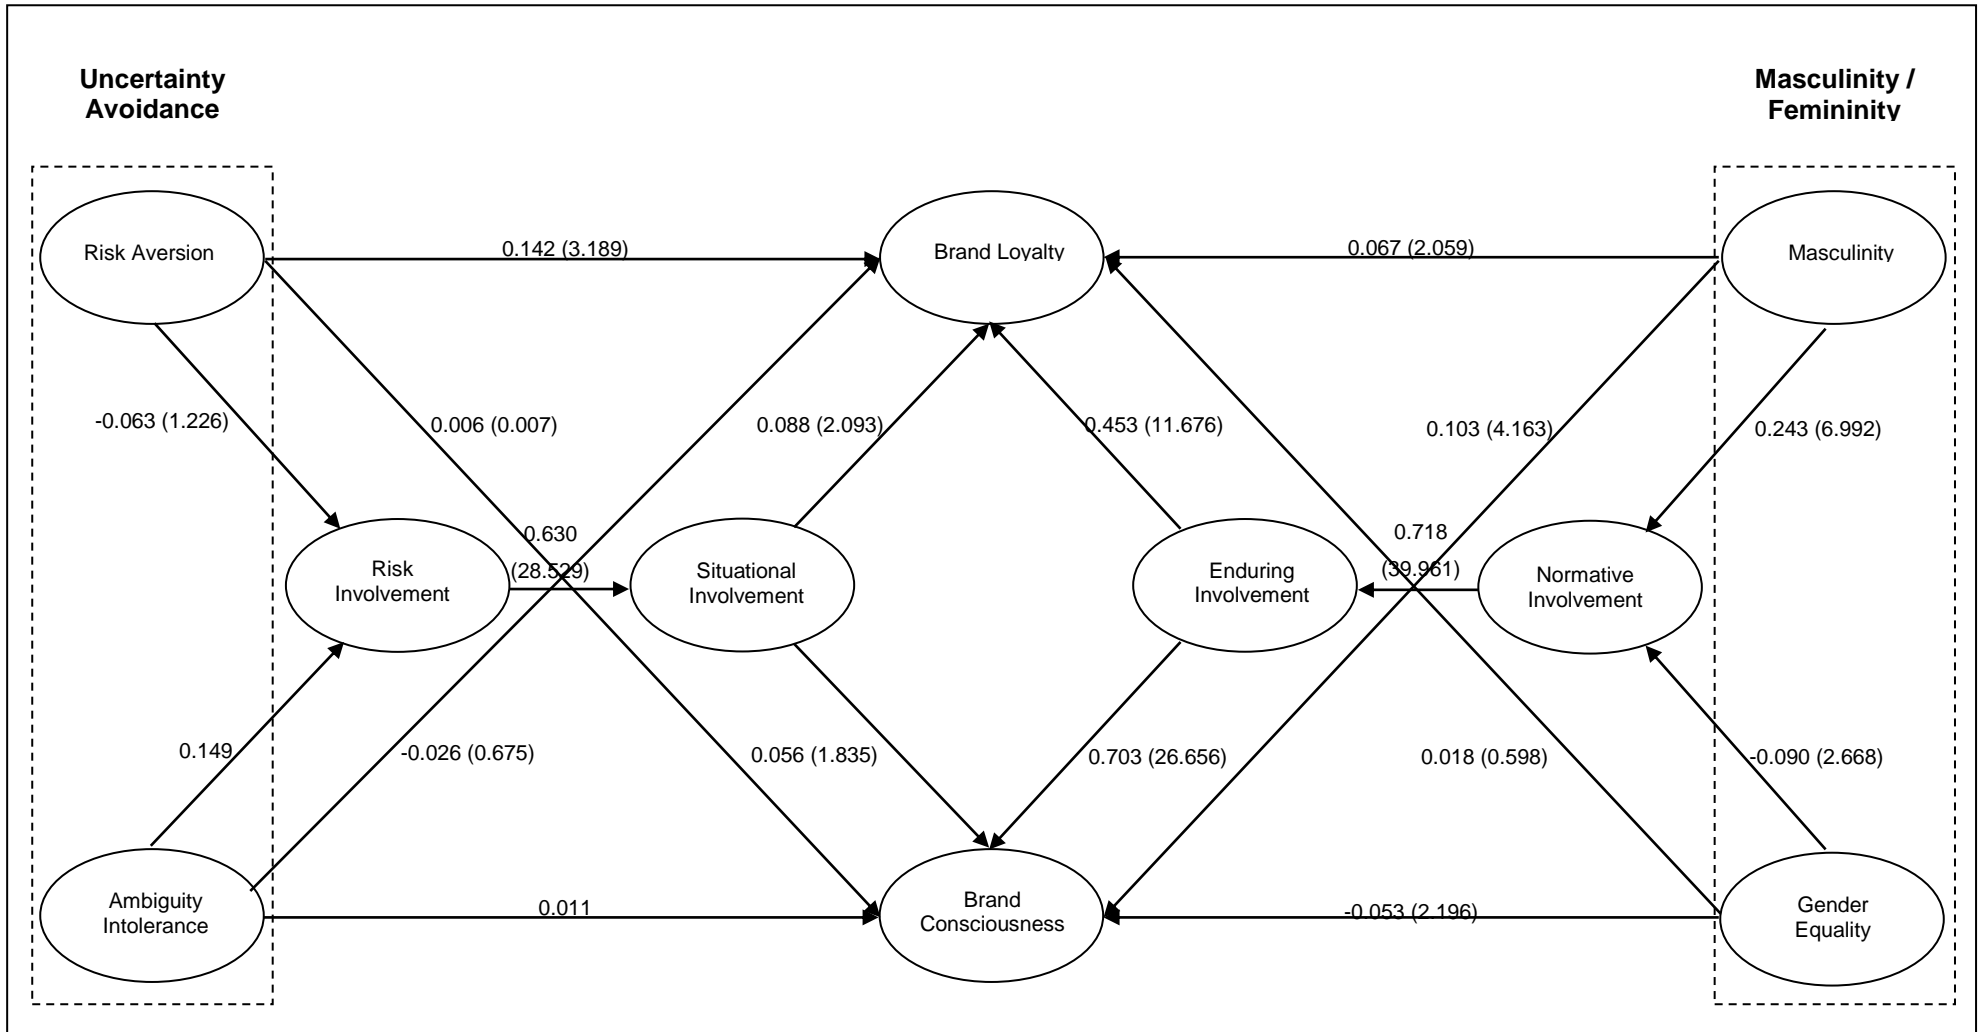 Uncertainty
Avoidance
Masculinity /
Femininity
Risk Aversion
0.142 (3.189)
Brand Loyalty
0.067 (2.059)
Masculinity
-0.063 (1.226)
0.006 (0.007)
0.088 (2.093)
0.453 (11.676)
0.103 (4.163)
0.243 (6.992)
0.630
(28.529)
0.718
(39.961)
Risk
Involvement
Situational
Involvement
Enduring
Involvement
Normative
Involvement
0.149
-0.026 (0.675)
0.056 (1.835)
0.703 (26.656)
0.018 (0.598)
-0.090 (2.668)
Ambiguity
Intolerance
0.011
Brand
Consciousness
-0.053 (2.196)
Gender
Equality